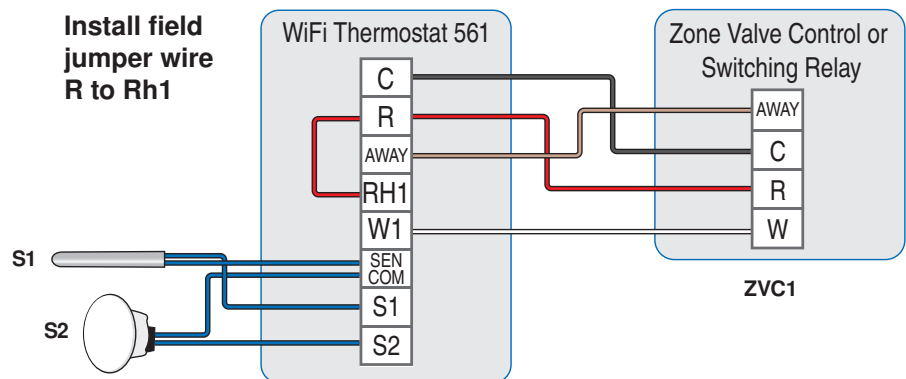 Install field
jumper wire
R to Rh1
WiFi Thermostat 561
C
R
AWAY
RH1
W1
SEN
COM
S1
S2
S1
S2
Zone Valve Control or
Switching Relay
AWAY
C
R
W
ZVC1